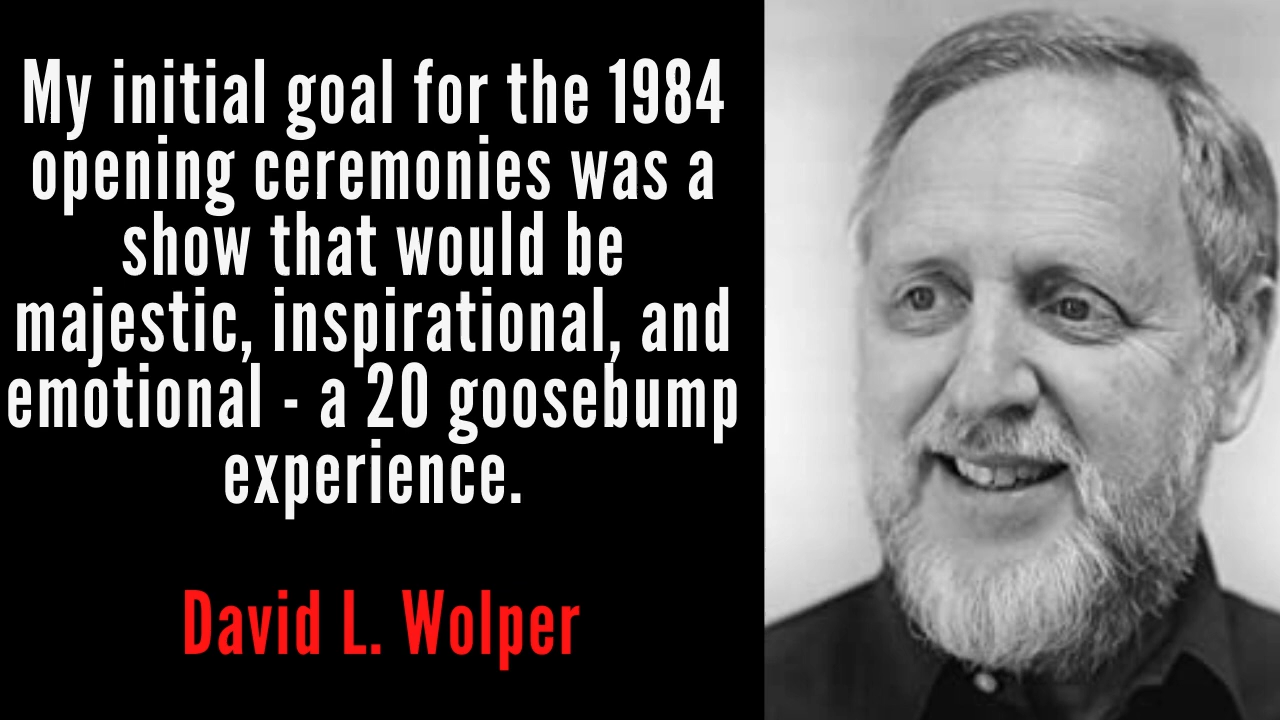 My initial goal for the 1984
opening ceremonies was a
show that would be
majestic, inspirational, and
emotional - a 20 goosebump
experience.
David L. Wolper